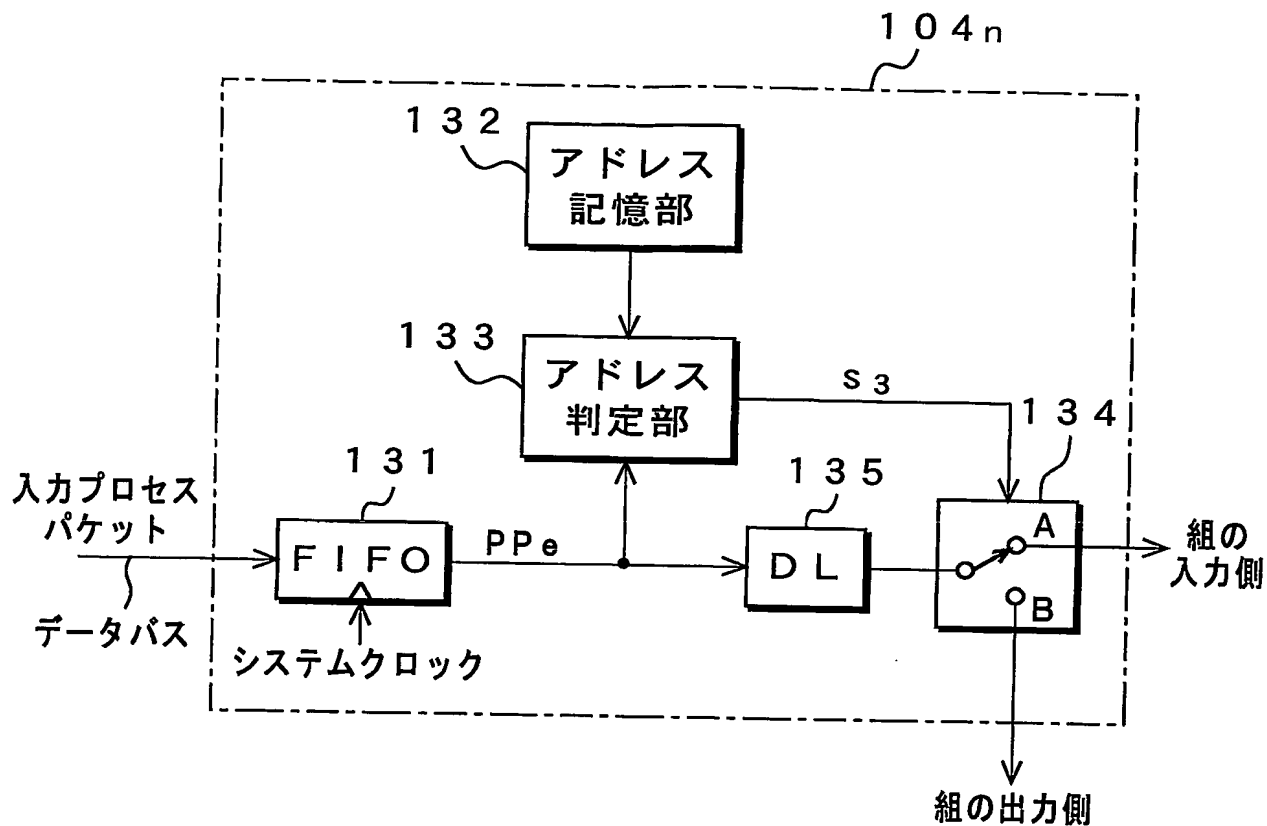 １０４ｎ
１３２
アドレス
記憶部
１３３
アドレス
判定部
ｓ３
１３４
１３１
１３５
入力プロセス
パケット
ＦＩＦＯ
ＰＰｅ
ＤＬ
Ａ
Ｂ
組の
入力側
データバス
システムクロック
組の出力側